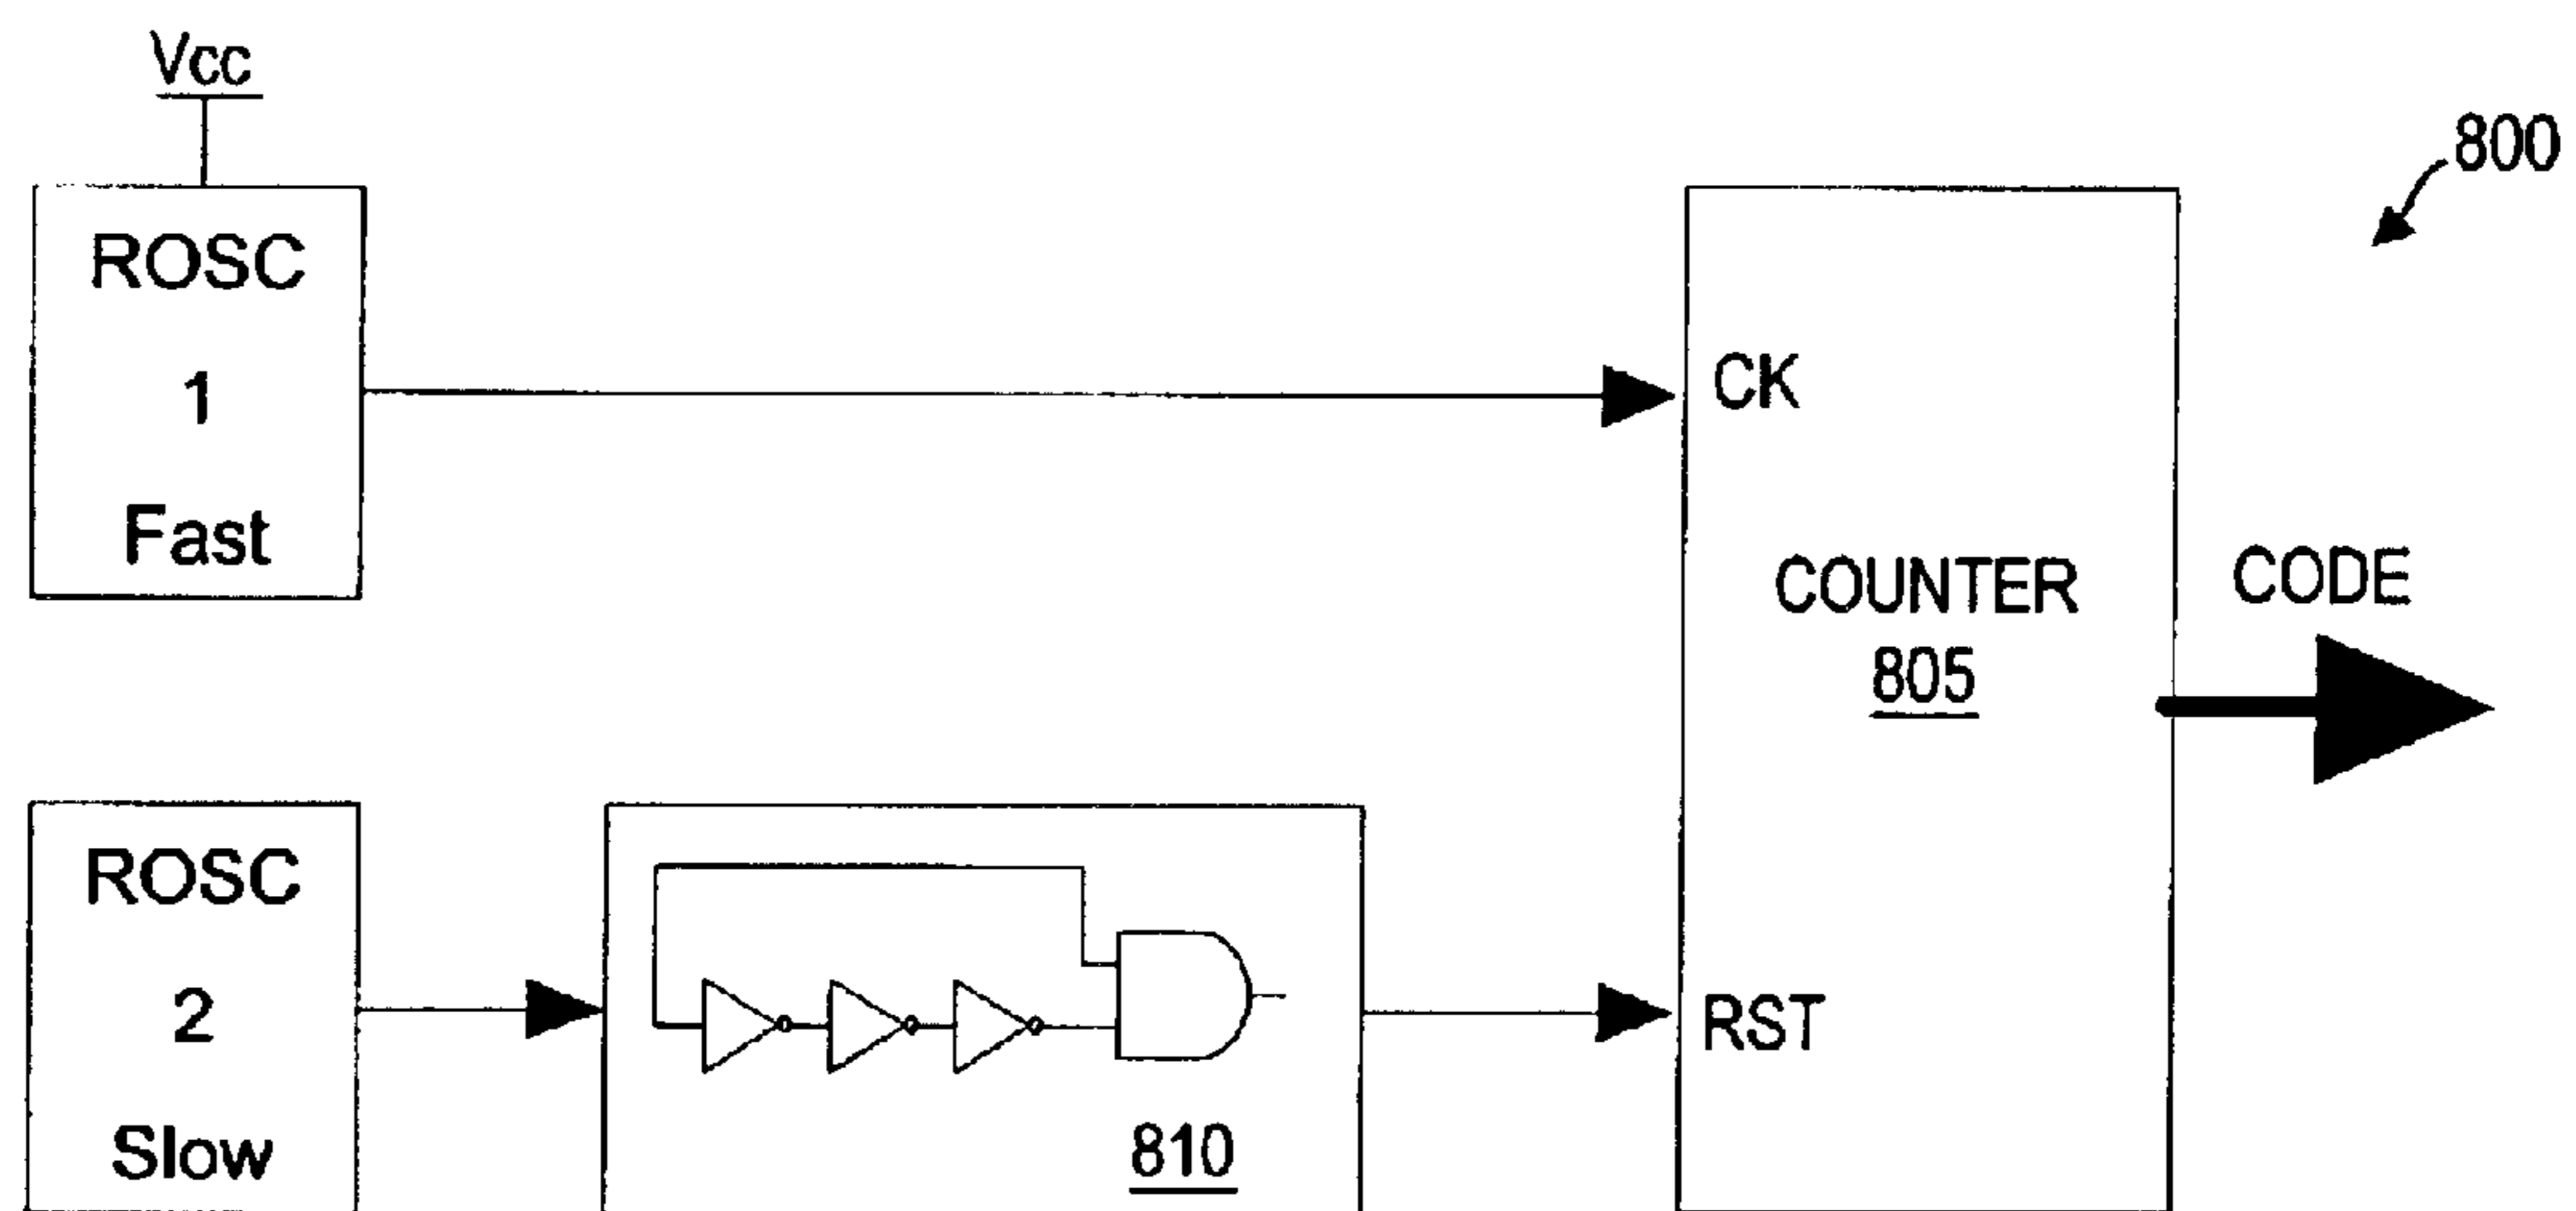 Vcc
800
ROSC
1
Fast
CK
COUNTER
805
CODE
ROSC
2
Slow
810
RST